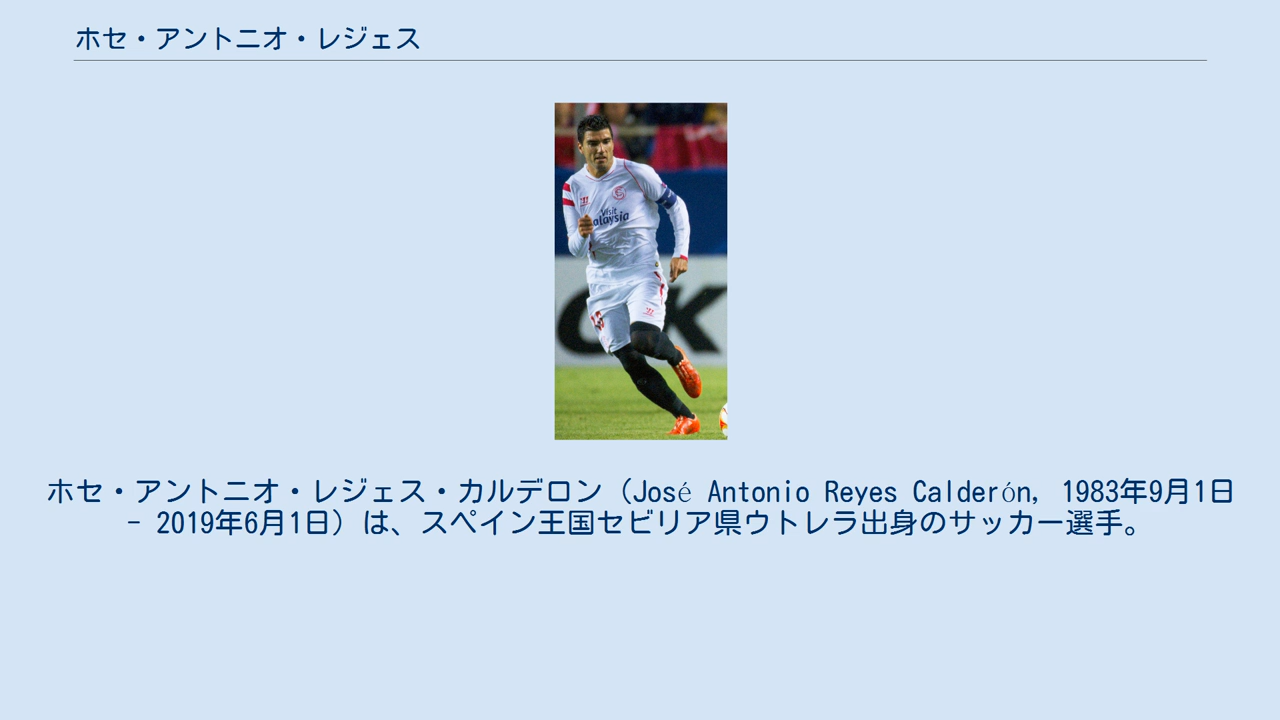 ホセ・アントニオ・レジェス
Visit
alaysia
K
ホセ・アントニオ・レジェス・カルデロン（José Antonio Reyes Calderón, 1983年9月1日
- 2019年6月1日）は、スペイン王国セビリア県ウトレラ出身のサッカー選手。